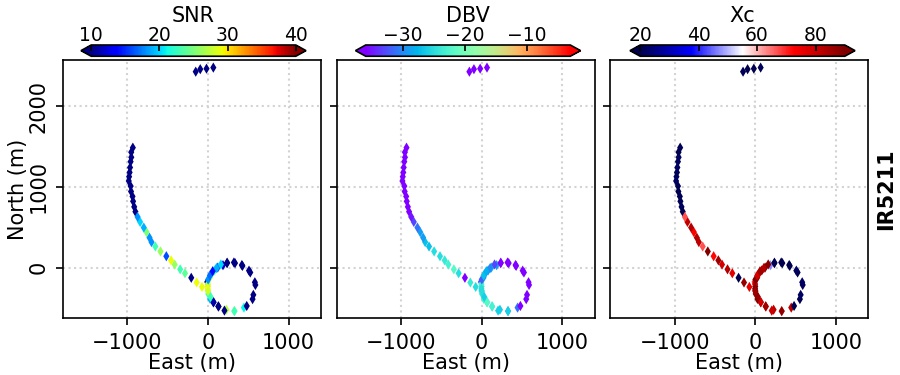 SNR DBV Xc
10 20 30 40 −30 −20 −10 20 40 60 80
North (m)
2000
1000
0
IR5211
−1000 0 1000 −1000 0 1000 −1000 0 1000
East (m) East (m) East (m)